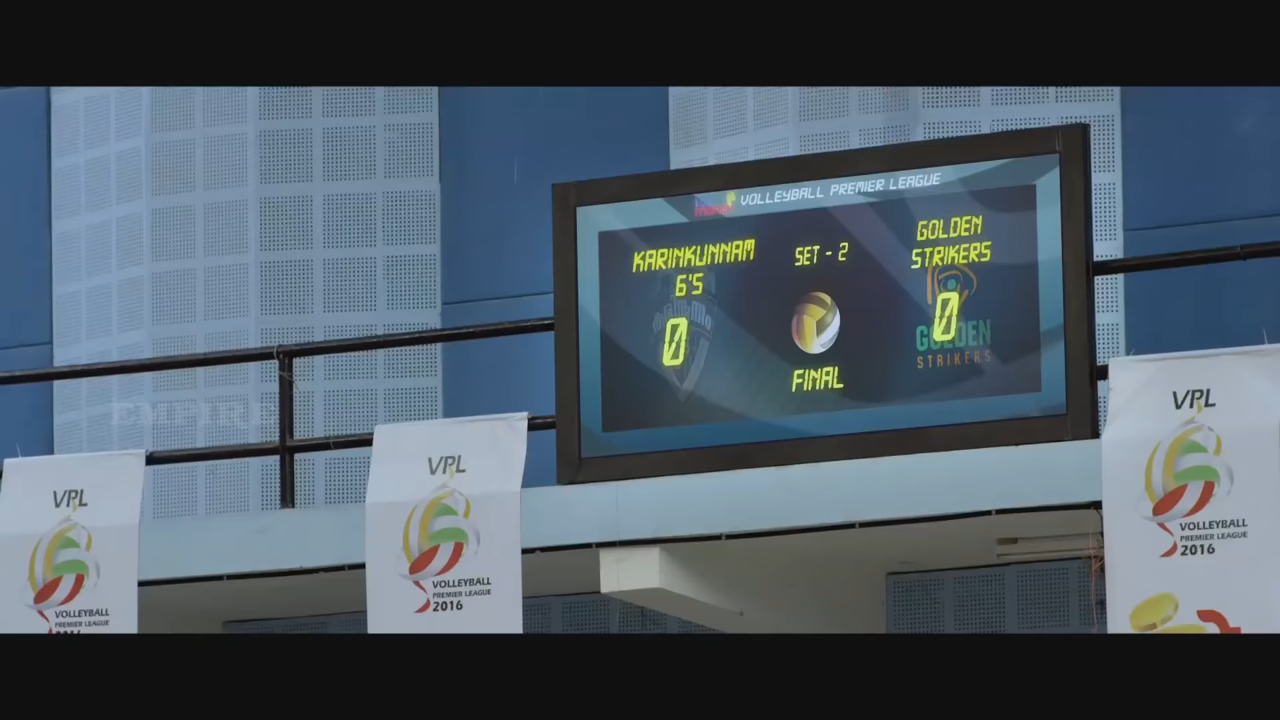 VOLLEYBALL PREMIER LEAGUE
KARINKUNNAM
6'S
0
SET - 2
FINAL
GOLDEN
STRIKERS
0
GOLDEN
STRIKERS
EMPIRE
VPL
VOLLEYBALL
PREMIER LEAGUE
2016
VPL
VOLLEYBALL
PREMIER LEAGUE
2016
VPL
VOLLEYBALL
PREMIER LEAGUE
2016